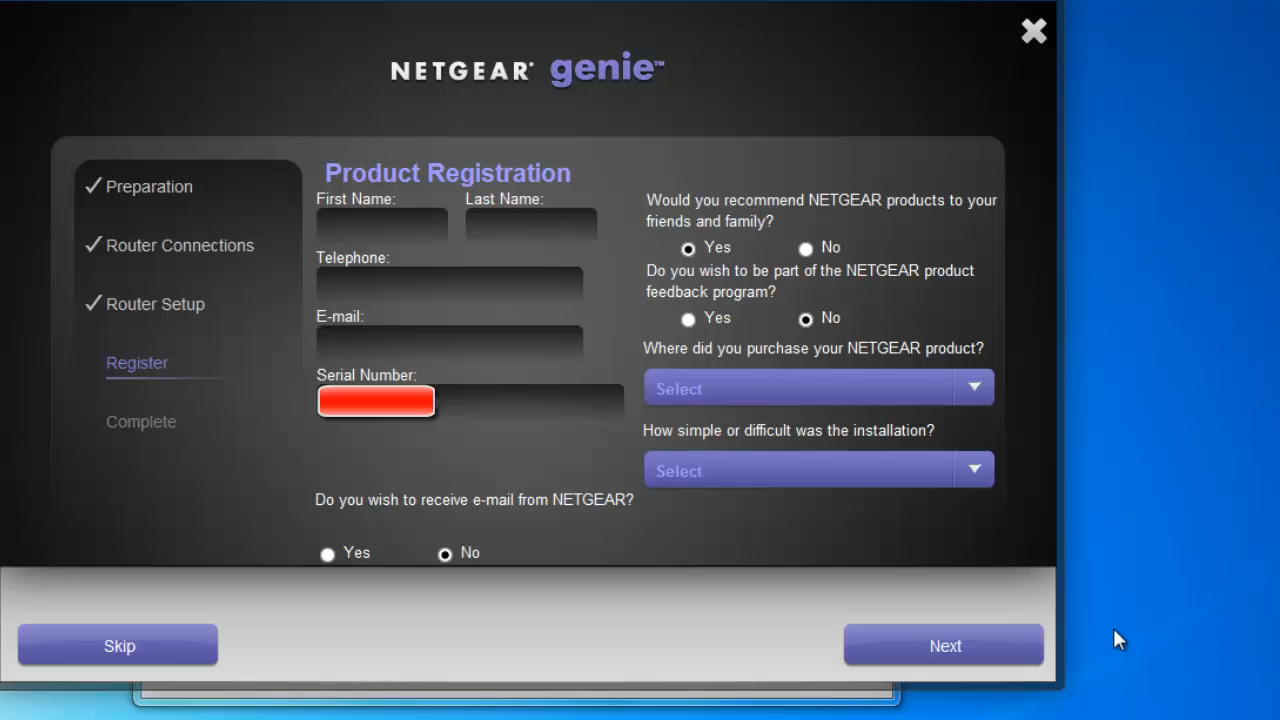 NETGEAR® genie™
Preparation
Router Connections
Router Setup
Register
Complete
Product Registration
First Name:
Last Name:
Telephone:
E-mail:
Serial Number:
Do you wish to receive e-mail from NETGEAR?
Yes
No
Would you recommend NETGEAR products to your
friends and family?
Yes
No
Do you wish to be part of the NETGEAR product
feedback program?
Yes
No
Where did you purchase your NETGEAR product?
Select
How simple or difficult was the installation?
Select
Skip
Next